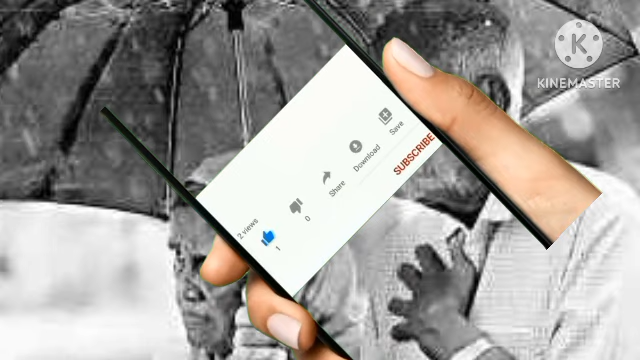 K
KINEMASTER
2 views
1
0
Share
Download
Save
SUBSCRIBE